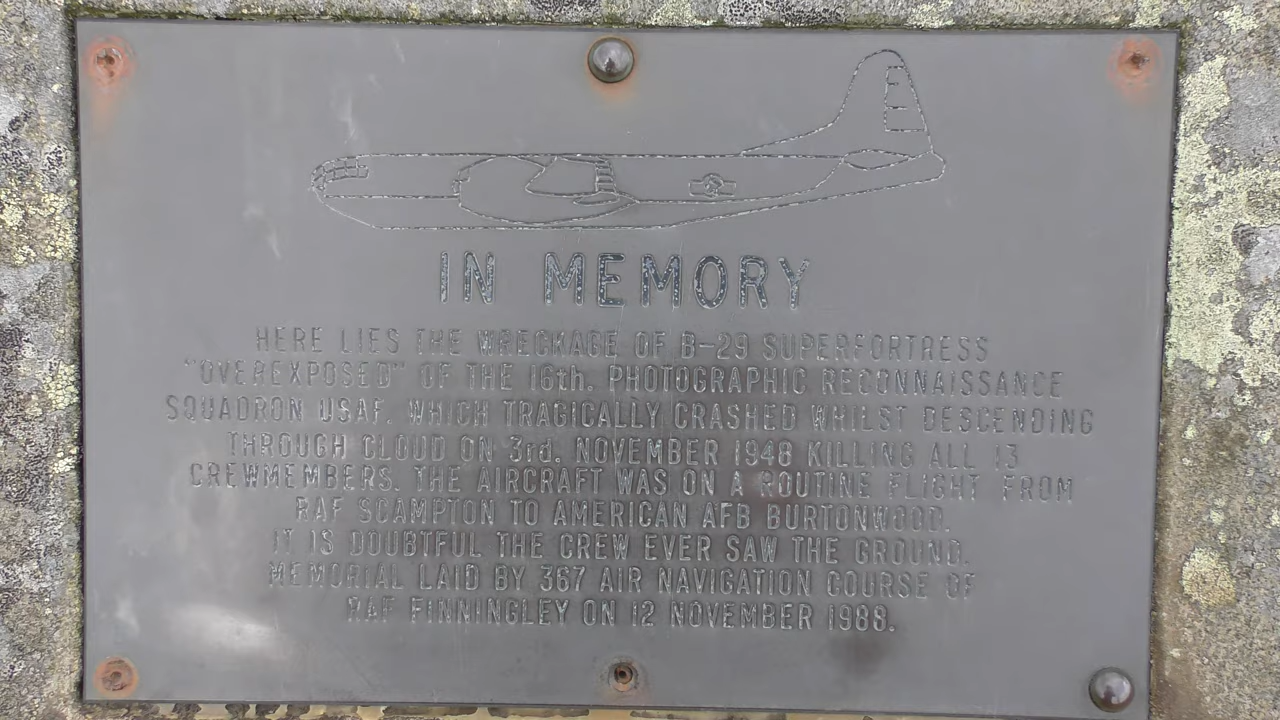 IN MEMORY
HERE LIES THE WRECKAGE OF B-29 SUPERFORTRESS
"OVEREXPOSED" OF THE 16th. PHOTOGRAPHIC RECONNAISSANCE
SQUADRON USAF. WHICH TRAGICALLY CRASHED WHILST DESCENDING
THROUGH CLOUD ON 3rd. NOVEMBER 1948 KILLING ALL 13
CREWMEMBERS. THE AIRCRAFT WAS ON A ROUTINE FLIGHT FROM
RAF SCAMPTON TO AMERICAN AFB BURTONWOOD.
IT IS DOUBTFUL THE CREW EVER SAW THE GROUND.
MEMORIAL LAID BY 367 AIR NAVIGATION COURSE OF
RAF FINNINGLEY ON 12 NOVEMBER 1988.